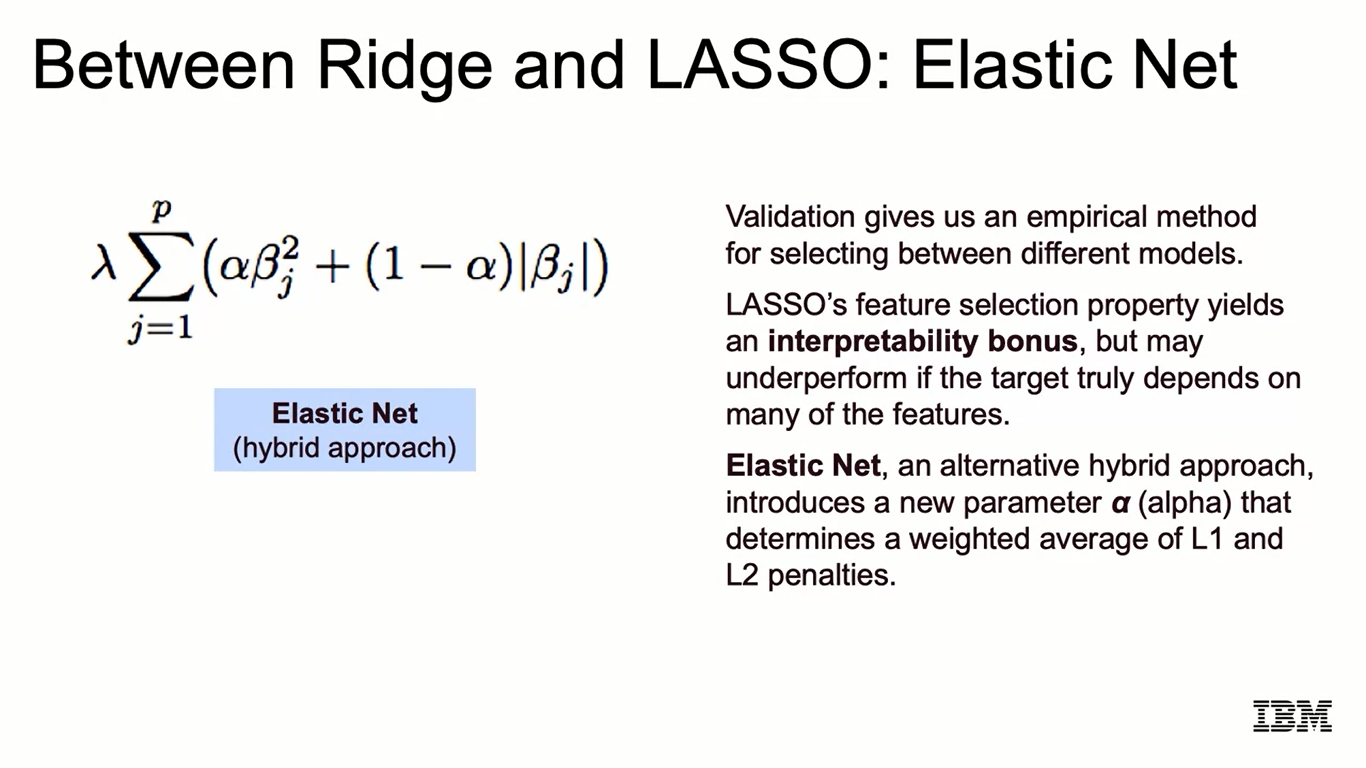 Between Ridge and LASSO: Elastic Net
λ∑_{j=1}^{p}(αβ_j^2 + (1 − α)|β_j|)
Elastic Net
(hybrid approach)
Validation gives us an empirical method
for selecting between different models.
LASSO’s feature selection property yields
an interpretability bonus, but may
underperform if the target truly depends on
many of the features.
Elastic Net, an alternative hybrid approach,
introduces a new parameter α (alpha) that
determines a weighted average of L1 and
L2 penalties.
IBM